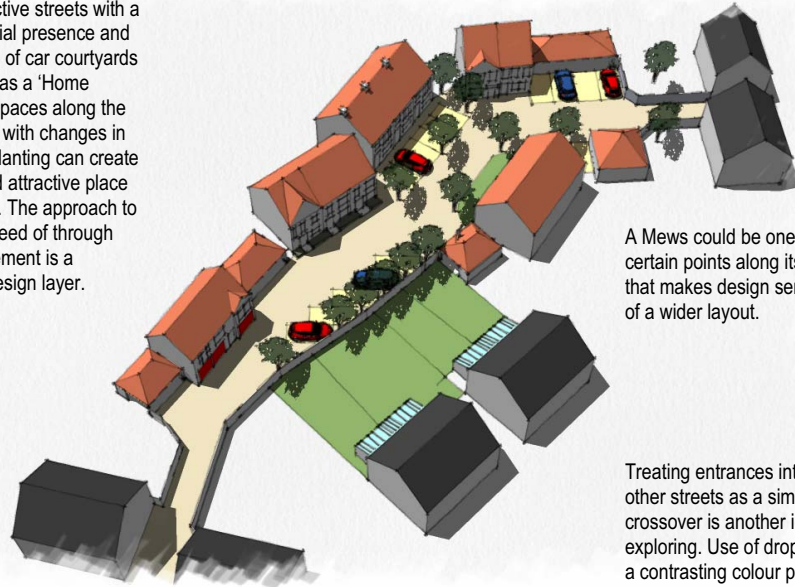 ctive streets with a
ial presence and
of car courtyards
as a 'Home
paces along the
with changes in
lanting can create
d attractive place
. The approach to
eed of through
ement is a
esign layer.
A Mews could be one
certain points along its
that makes design sen
of a wider layout.
Treating entrances int
other streets as a sim
crossover is another i
exploring. Use of drop
a contrasting colour p